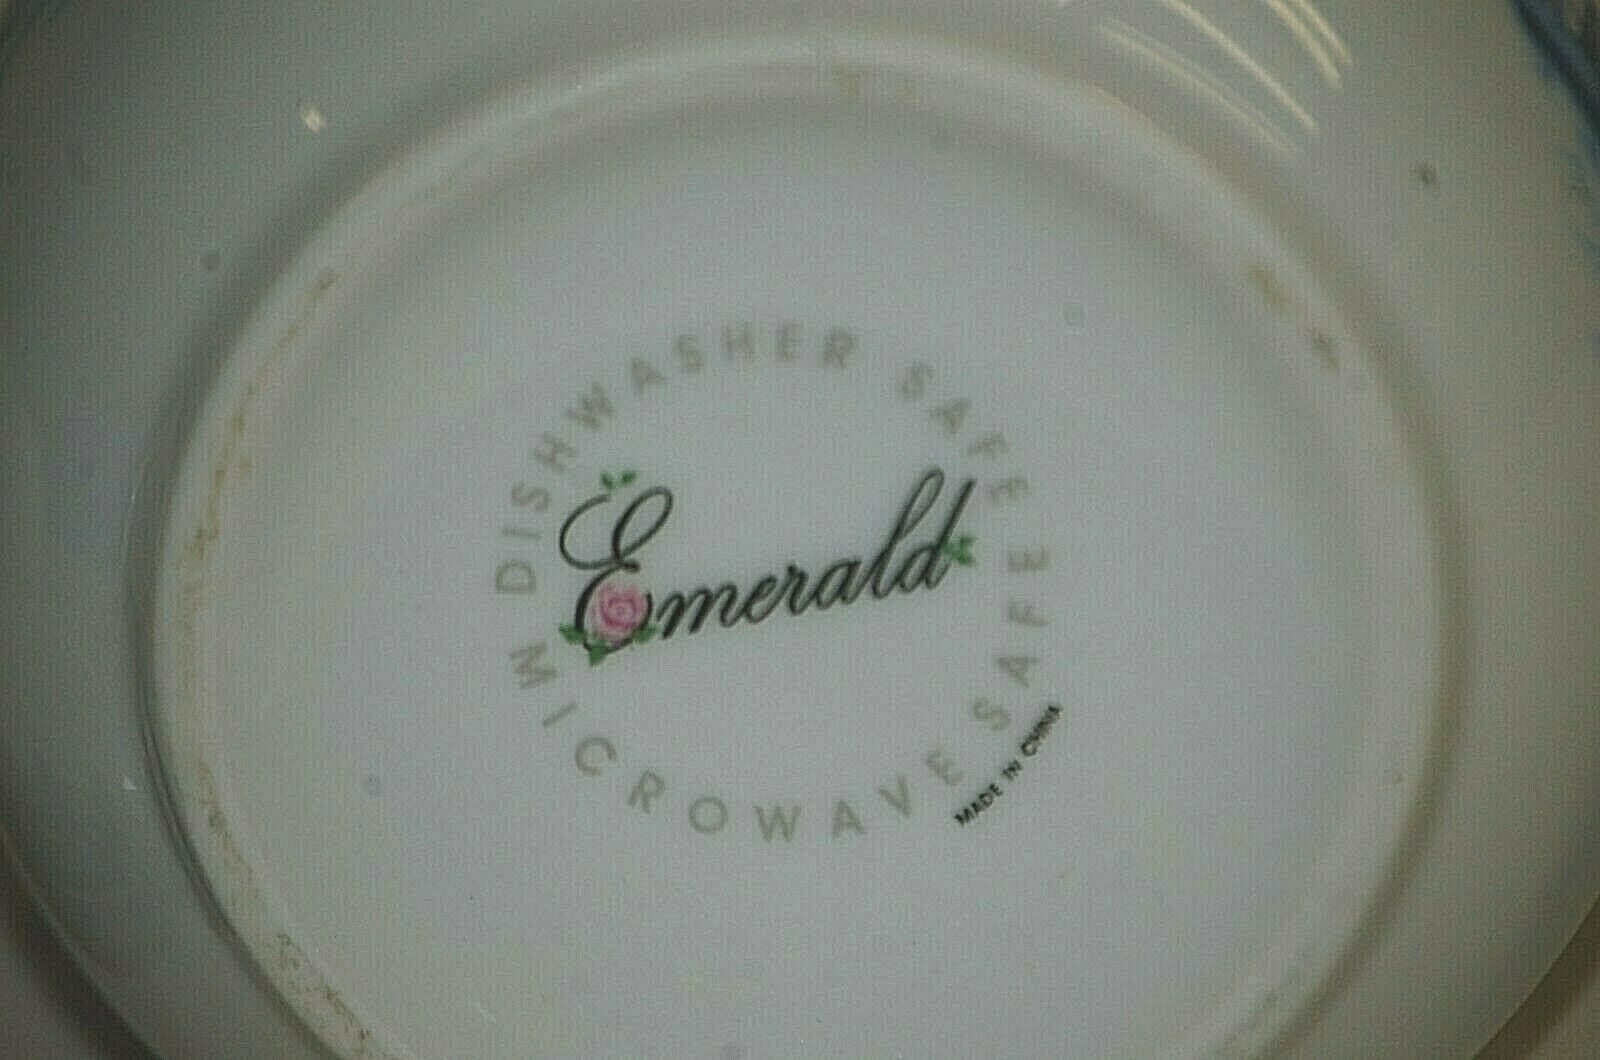 DISHWASHER SAFE
Emerald
MICROWAVE SAFE
MADE IN CHINA